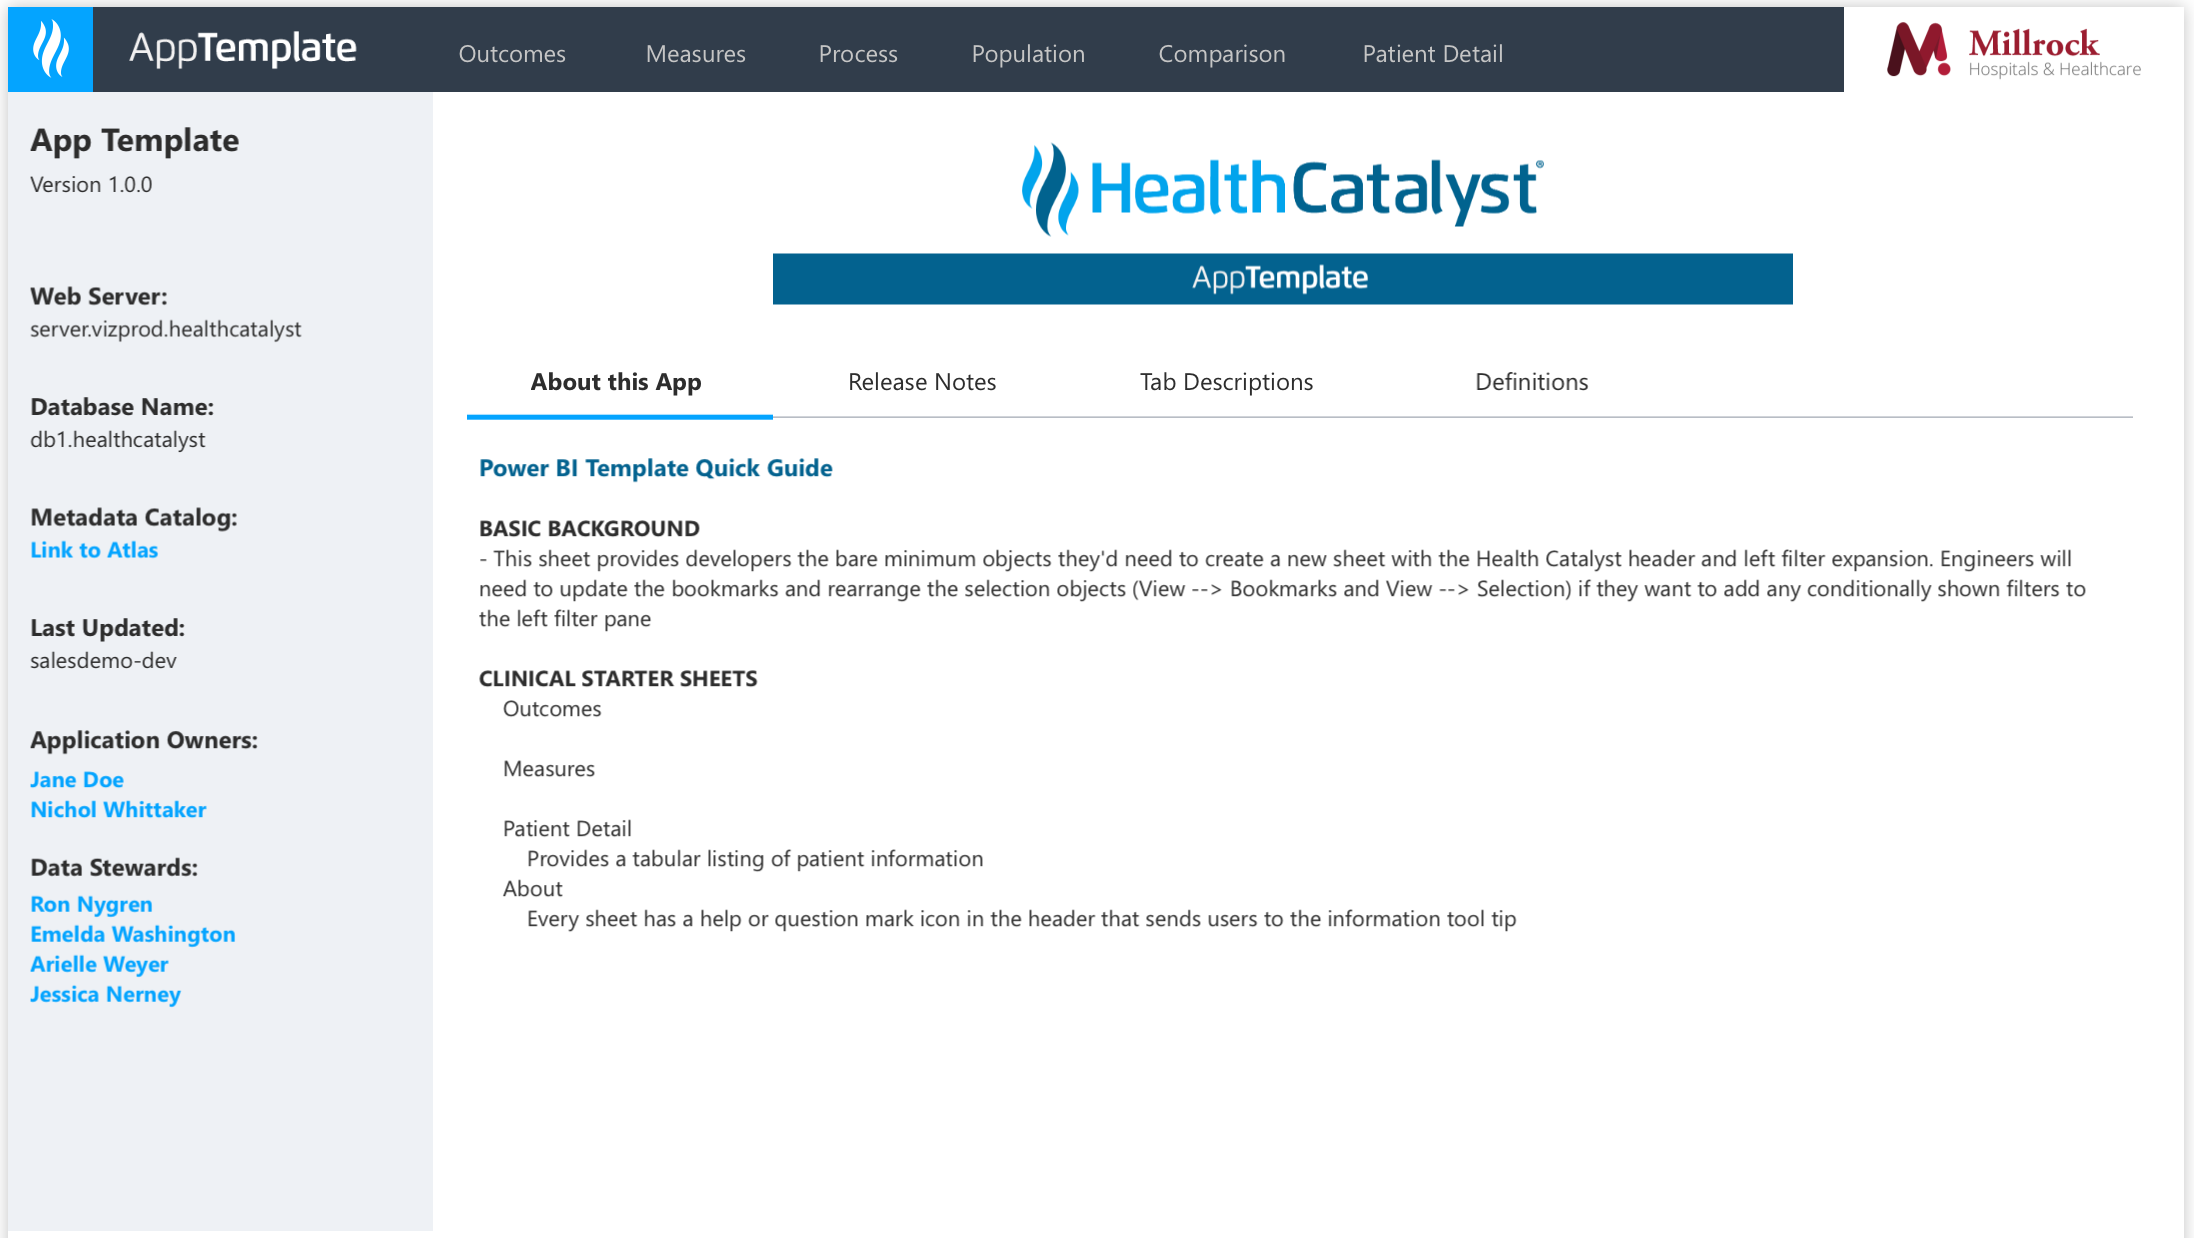 AppTemplate
Outcomes
Measures
Process
Population
Comparison
Patient Detail
Millrock
Hospitals & Healthcare
App Template
Version 1.0.0
Web Server:
server.vizprod.healthcatalyst
Database Name:
db1.healthcatalyst
Metadata Catalog:
Link to Atlas
Last Updated:
salesdemo-dev
Application Owners:
Jane Doe
Nichol Whittaker
Data Stewards:
Ron Nygren
Emelda Washington
Arielle Weyer
Jessica Nerney
HealthCatalyst®
AppTemplate
About this App
Release Notes
Tab Descriptions
Definitions
Power BI Template Quick Guide
BASIC BACKGROUND
- This sheet provides developers the bare minimum objects they'd need to create a new sheet with the Health Catalyst header and left filter expansion. Engineers will
need to update the bookmarks and rearrange the selection objects (View --> Bookmarks and View --> Selection) if they want to add any conditionally shown filters to
the left filter pane
CLINICAL STARTER SHEETS
Outcomes
Measures
Patient Detail
Provides a tabular listing of patient information
About
Every sheet has a help or question mark icon in the header that sends users to the information tool tip